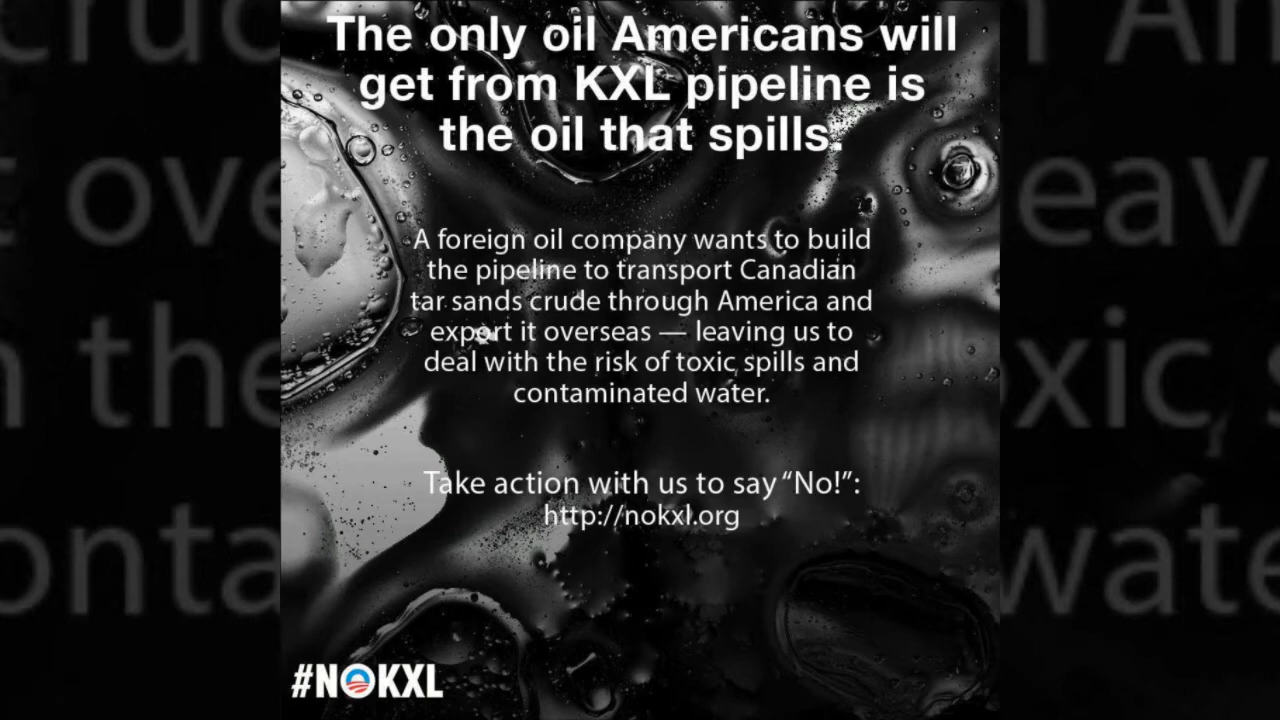 The only oil Americans will
get from KXL pipeline is
the oil that spills.
A foreign oil company wants to build
the pipeline to transport Canadian
tar sands crude through America and
export it overseas — leaving us to
deal with the risk of toxic spills and
contaminated water.
Take action with us to say “No!”:
http://nokxl.org
#NOKXL